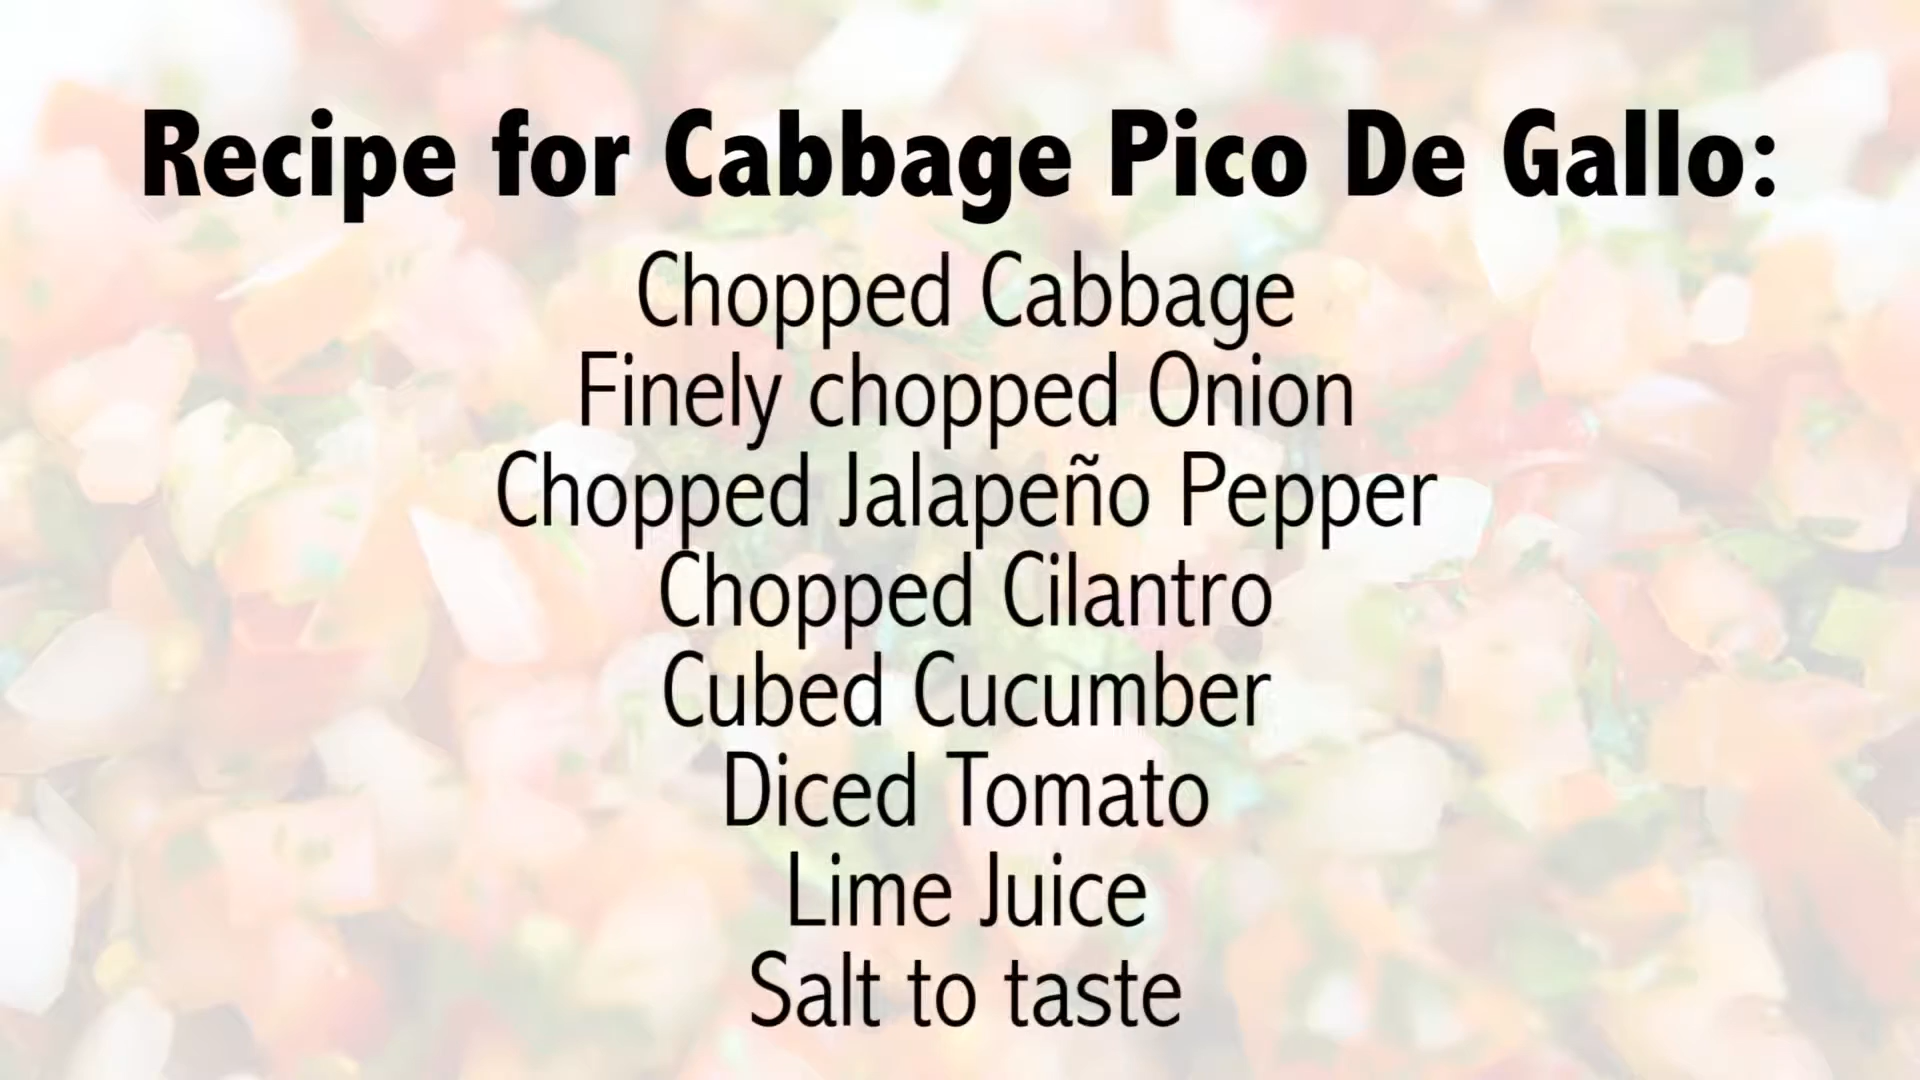 Recipe for Cabbage Pico De Gallo:
Chopped Cabbage
Finely chopped Onion
Chopped Jalapeño Pepper
Chopped Cilantro
Cubed Cucumber
Diced Tomato
Lime Juice
Salt to taste